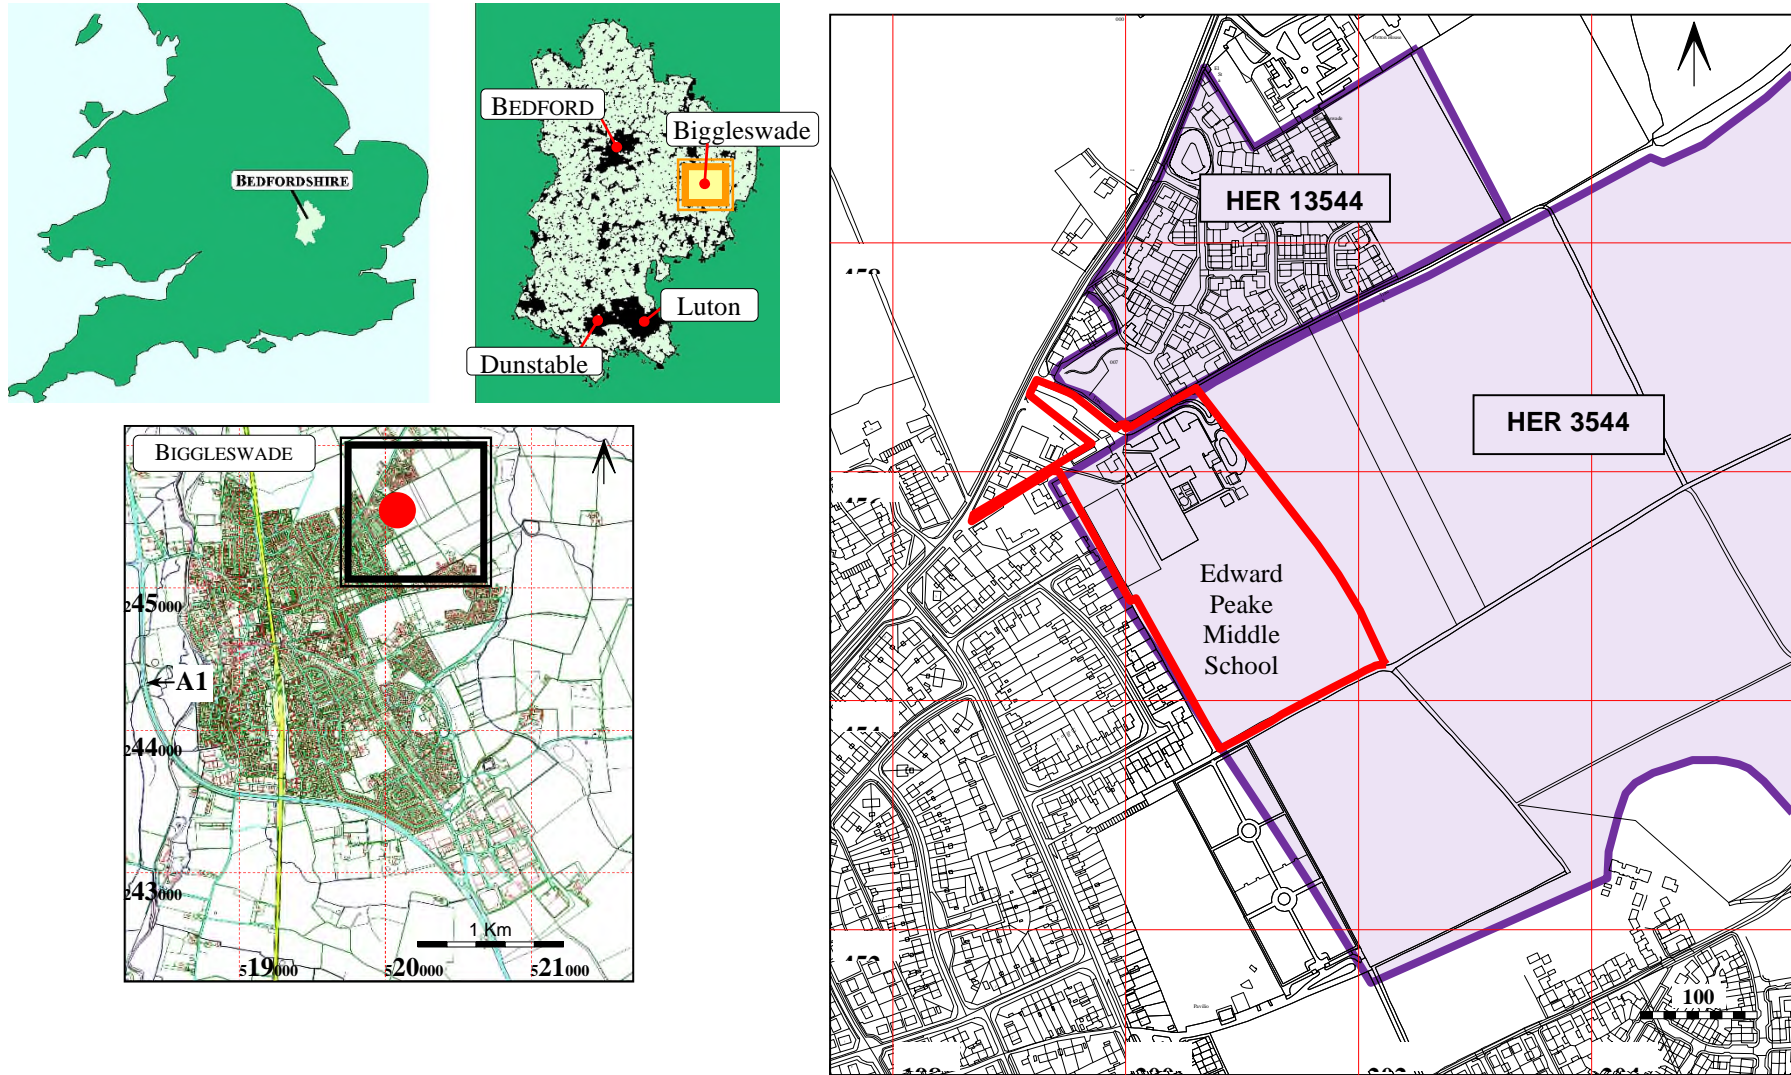 BEDFORDSHIRE
BEDFORD
Biggleswade
Luton
Dunstable
BIGGLESWADE
A1
245000
244000
243000
1 Km
519000
520000
521000
HER 13544
HER 3544
Edward
Peake
Middle
School
100